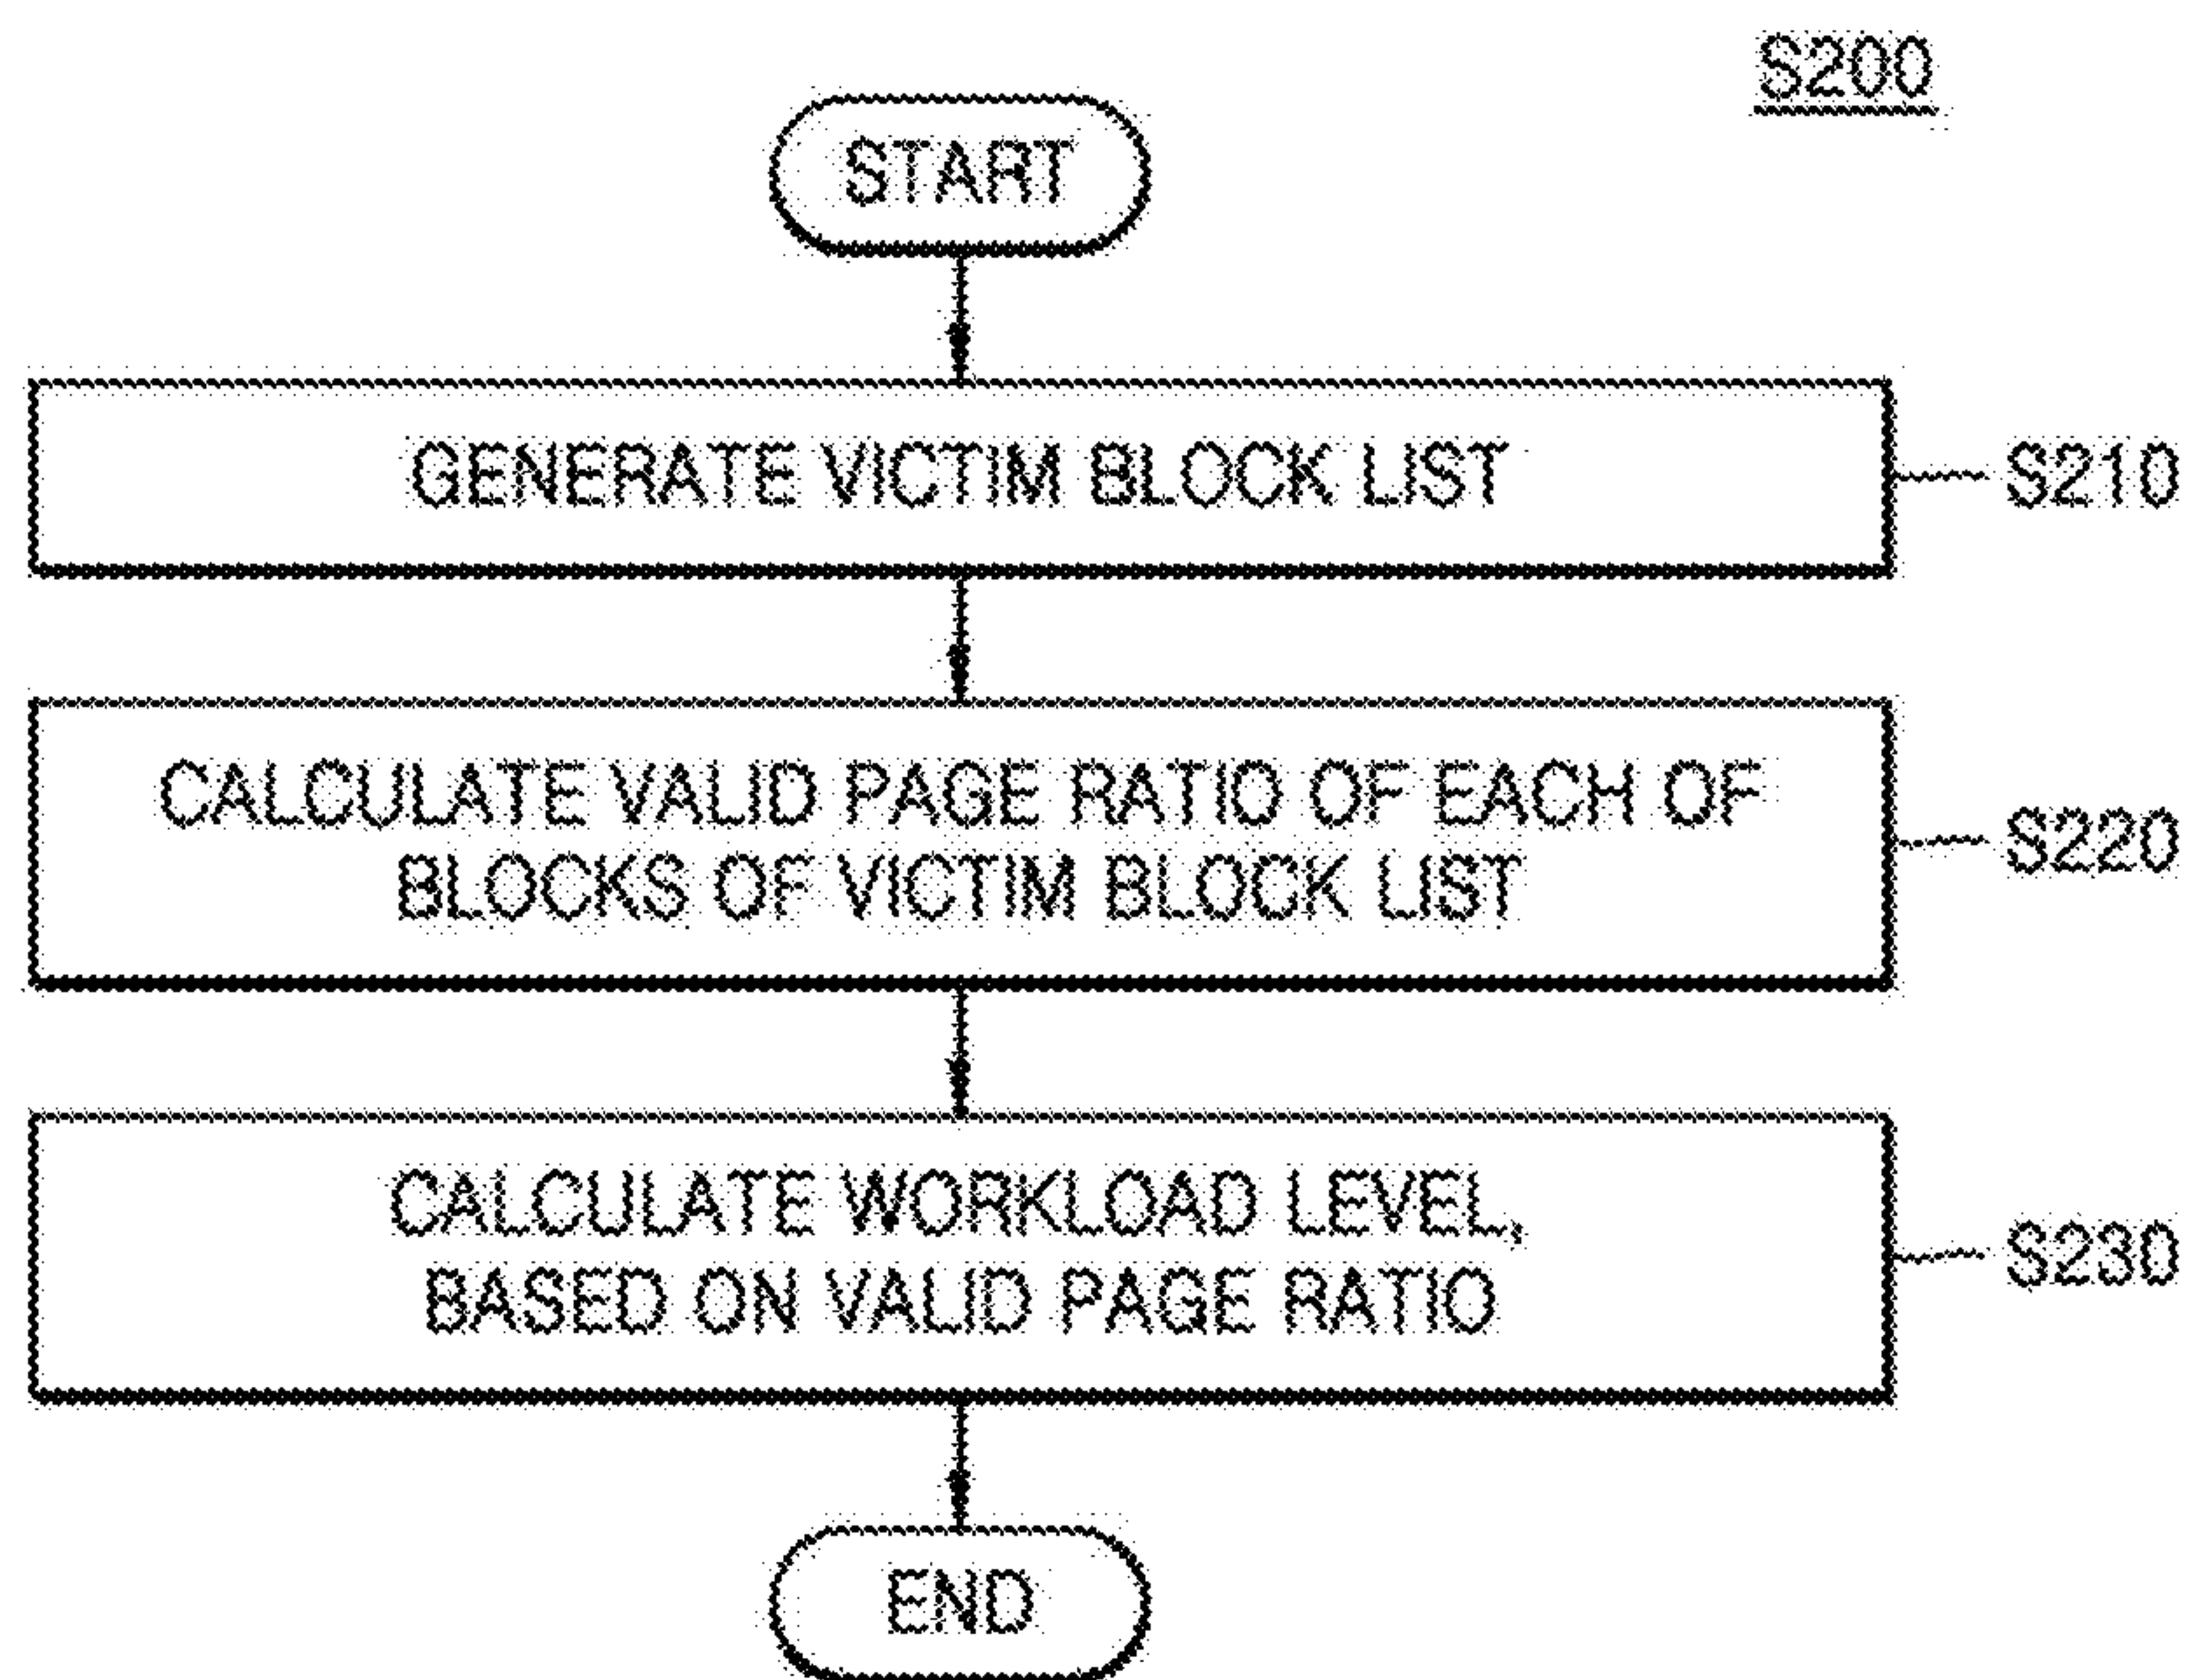 S200
START
GENERATE VICTIM BLOCK LIST
S210
CALCULATE VALID PAGE RATIO OF EACH OF
BLOCKS OF VICTIM BLOCK LIST
S220
CALCULATE WORKLOAD LEVEL,
BASED ON VALID PAGE RATIO
S230
END